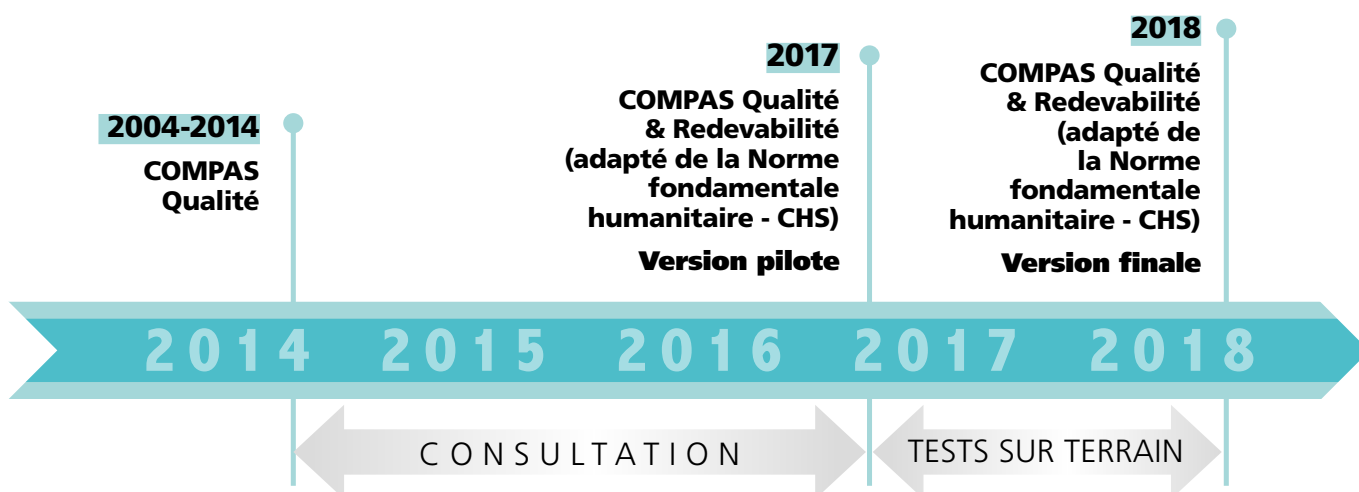 2004-2014
COMPAS
Qualité
2017
COMPAS Qualité
& Redevabilité
(adapté de la Norme
fondamentale
humanitaire - CHS)
Version pilote
2018
COMPAS Qualité
& Redevabilité
(adapté de
la Norme
fondamentale
humanitaire - CHS)
Version finale
2014 2015 2016 2017 2018
CONSULTATION
TESTS SUR TERRAIN